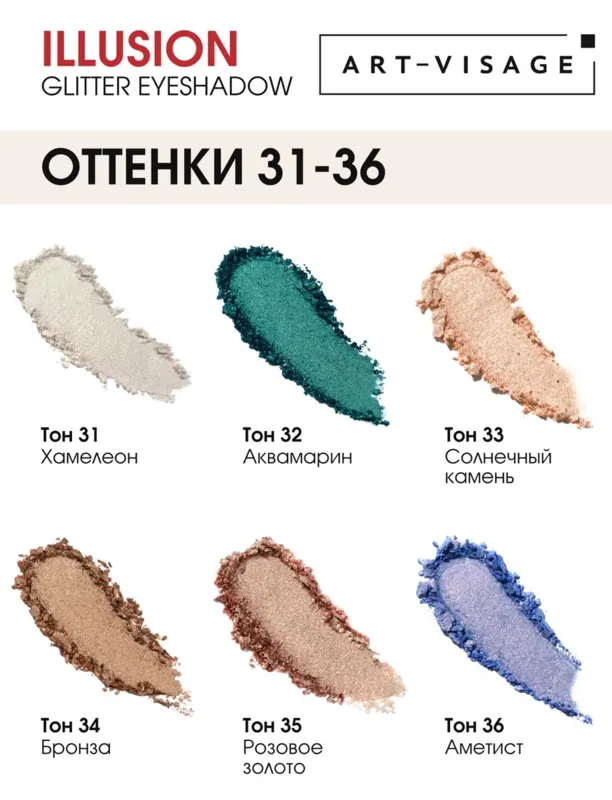 ILLUSION
GLITTER EYESHADOW
ART-VISAGE
ОТТЕНКИ 31-36
Тон 31
Хамелеон
Тон 32
Аквамарин
Тон 33
Солнечный
камень
Тон 34
Бронза
Тон 35
Розовое
золото
Тон 36
Аметист